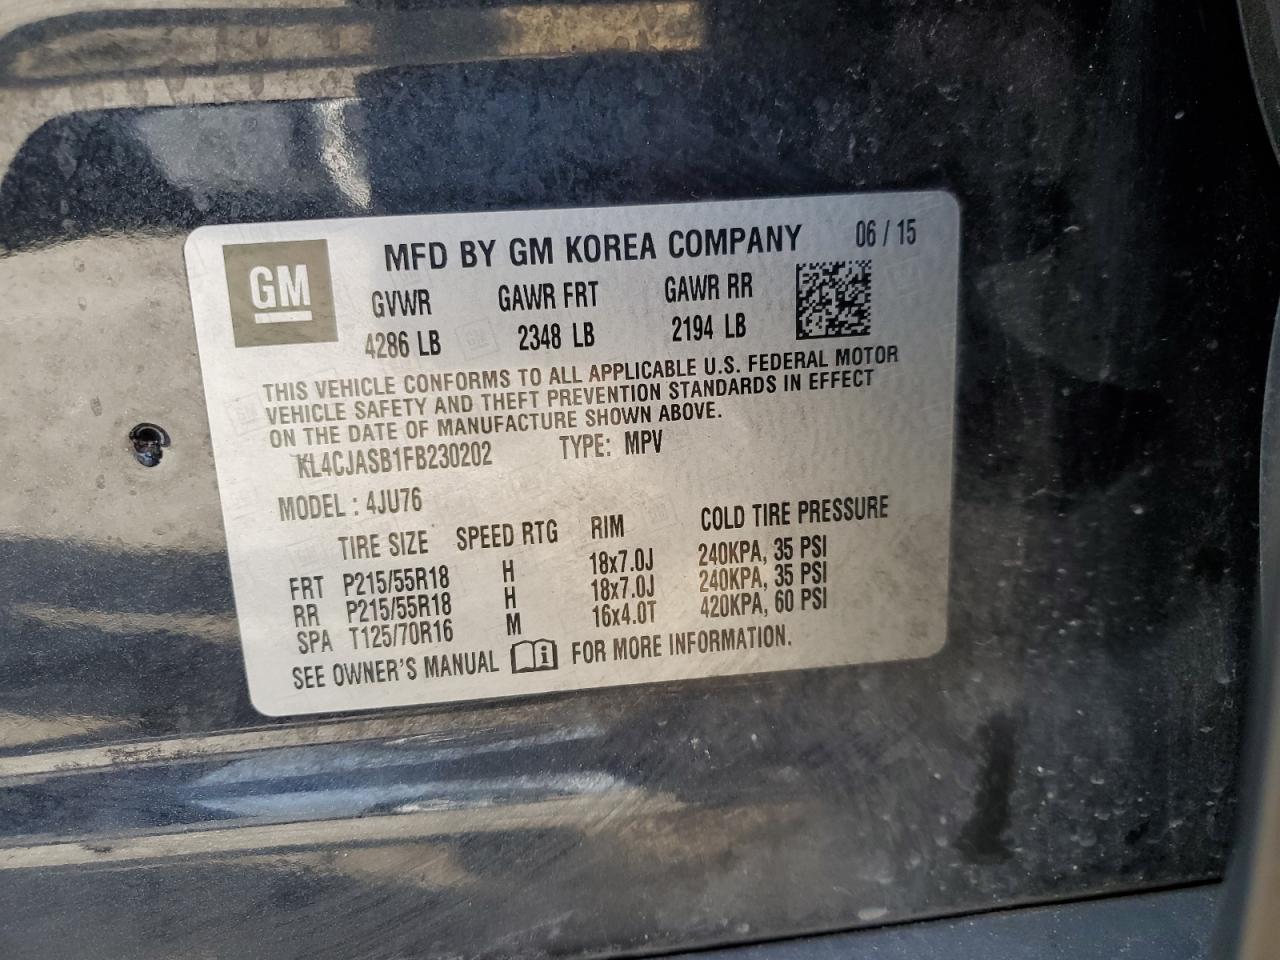 MFD BY GM KOREA COMPANY 06 / 15
GM
GVWR GAWR FRT GAWR RR
4286 LB 2348 LB 2194 LB
THIS VEHICLE CONFORMS TO ALL APPLICABLE U.S. FEDERAL MOTOR
VEHICLE SAFETY AND THEFT PREVENTION STANDARDS IN EFFECT
ON THE DATE OF MANUFACTURE SHOWN ABOVE.
KL4CJASB1FB230202 TYPE: MPV
MODEL : 4JU76
TIRE SIZE SPEED RTG RIM COLD TIRE PRESSURE
FRT P215/55R18 H 18x7.0J 240KPA, 35 PSI
RR P215/55R18 H 18x7.0J 240KPA, 35 PSI
SPA T125/70R16 M 16x4.0T 420KPA, 60 PSI
SEE OWNER'S MANUAL FOR MORE INFORMATION.